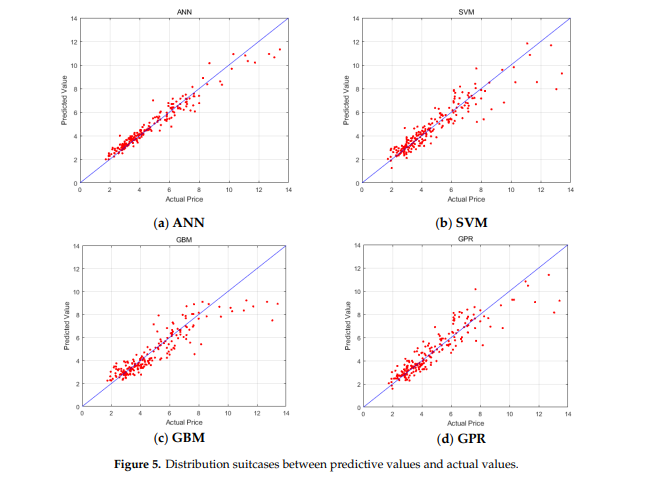 ANN
14
12
10
8
6
4
2
0
Predicted Value
0 2 4 6 8 10 12 14
Actual Price
(a) ANN
SVM
14
12
10
8
6
4
2
0
Predicted Value
0 2 4 6 8 10 12 14
Actual Price
(b) SVM
GBM
14
12
10
8
6
4
2
0
Predicted Value
0 2 4 6 8 10 12 14
Actual Price
(c) GBM
GPR
14
12
10
8
6
4
2
0
Predicted Value
0 2 4 6 8 10 12 14
Actual Price
(d) GPR
Figure 5. Distribution suitcases between predictive values and actual values.